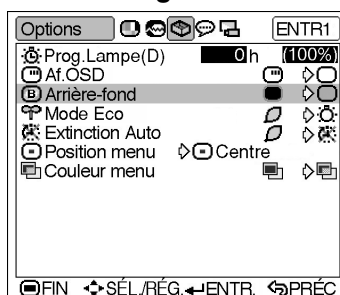 Options ENTR1
Prog.Lampe(D) 0 h (100%)
Af.OSD
B Arrière-fond
Mode Eco
Extinction Auto
Position menu Centre
Couleur menu
FIN SÉL./RÉG. ENTR. PRÉC